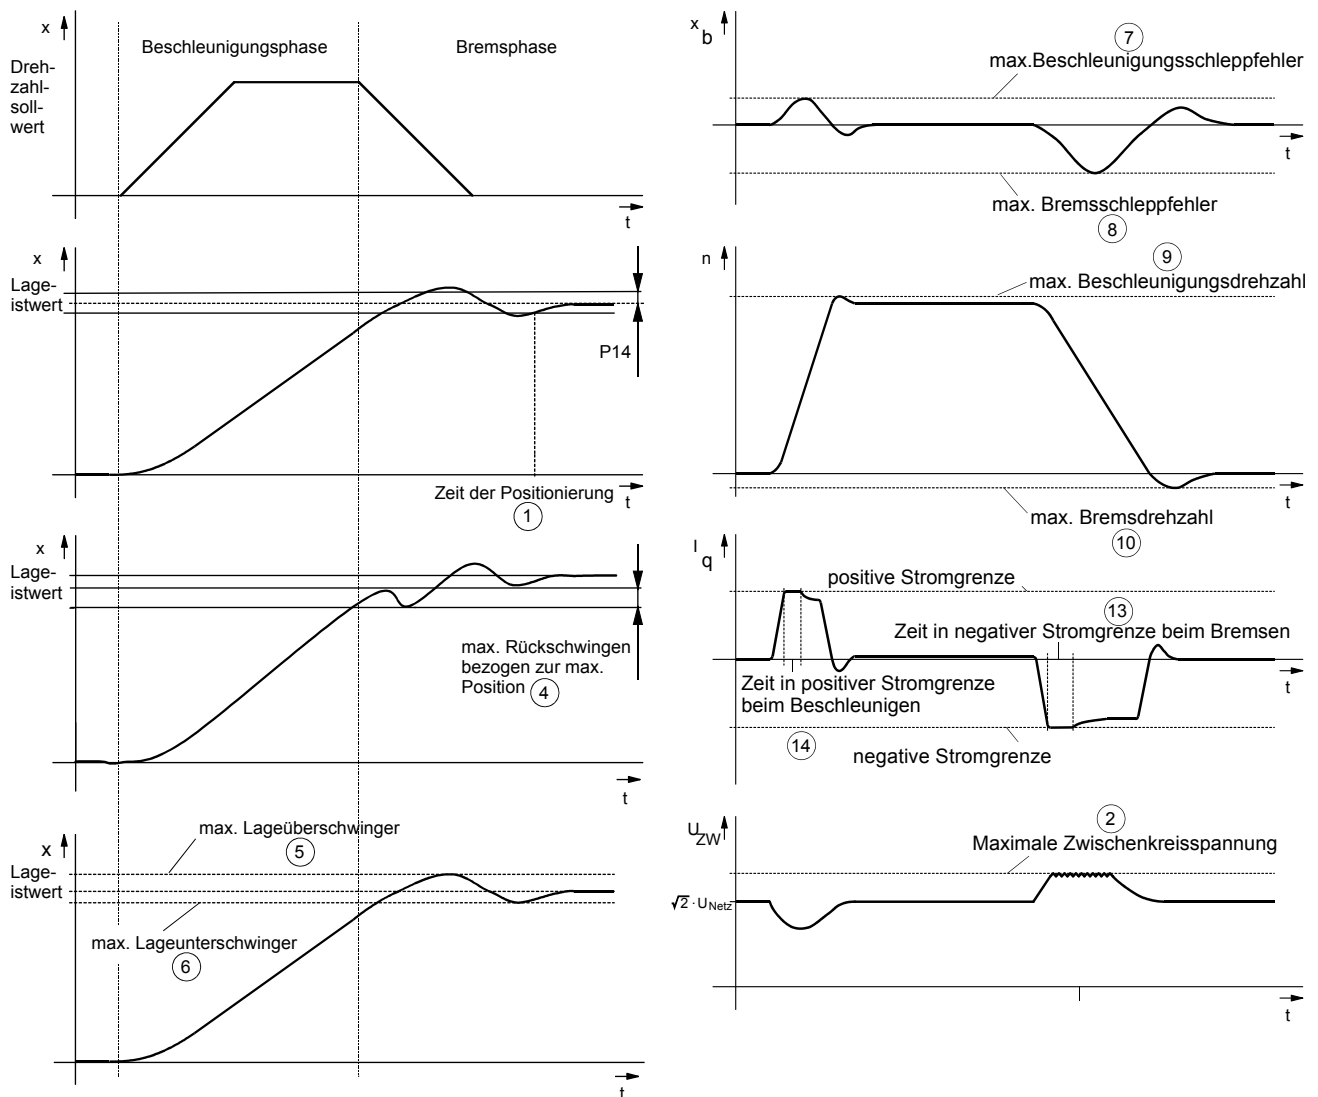 x
Beschleunigungsphase
Bremsphase
Dreh-
zahl-
soll-
wert
t
x
Lage-
istwert
P14
Zeit der Positionierung
t
1
x
Lage-
istwert
max. Rückschwingen
bezogen zur max.
Position
4
t
max. Lageüberschwinger
5
x
Lage-
istwert
max. Lageunterschwinger
6
t
x b
7
max.Beschleunigungsschleppfehler
t
max. Bremsschleppfehler
8
n
9
max. Beschleunigungsdrehzahl
t
max. Bremsdrehzahl
10
I q
positive Stromgrenze
13
Zeit in negativer Stromgrenze beim Bremsen
t
Zeit in positiver Stromgrenze
beim Beschleunigen
14
negative Stromgrenze
U ZW
2
Maximale Zwischenkreisspannung
√2 · U Netz
t